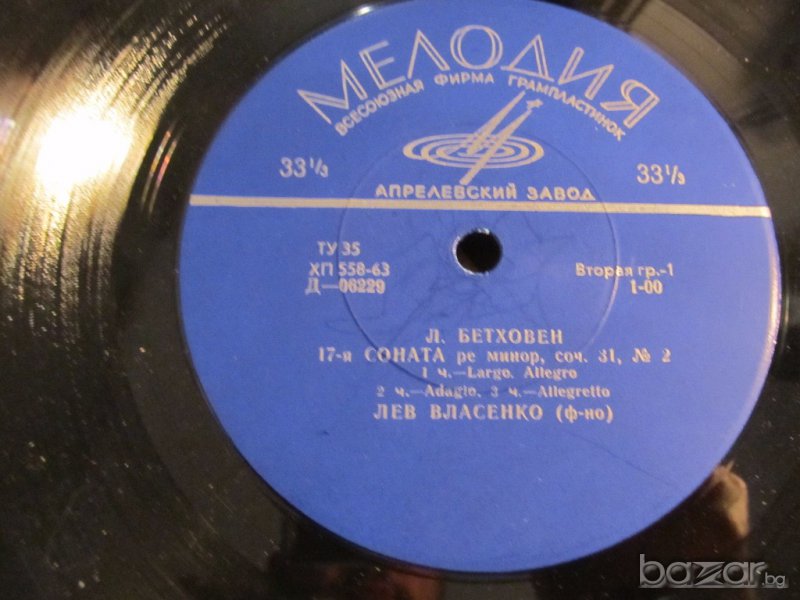 МЕЛОДИЯ
ВСЕСОЮЗНАЯ ФИРМА ГРАМПЛАСТИНОК
33⅓ 33⅓
АПРЕЛЕВСКИЙ ЗАВОД
ТУ 35
ХП 558-63 Вторая гр.-1
Д—06229 1-00
Л. БЕТХОВЕН
17-я СОНАТА ре минор, соч. 31, № 2
1 ч.—Largo. Allegro
2 ч.—Adagio. 3 ч.—Allegretto
ЛЕВ ВЛАСЕНКО (ф-но)
bazar.bg